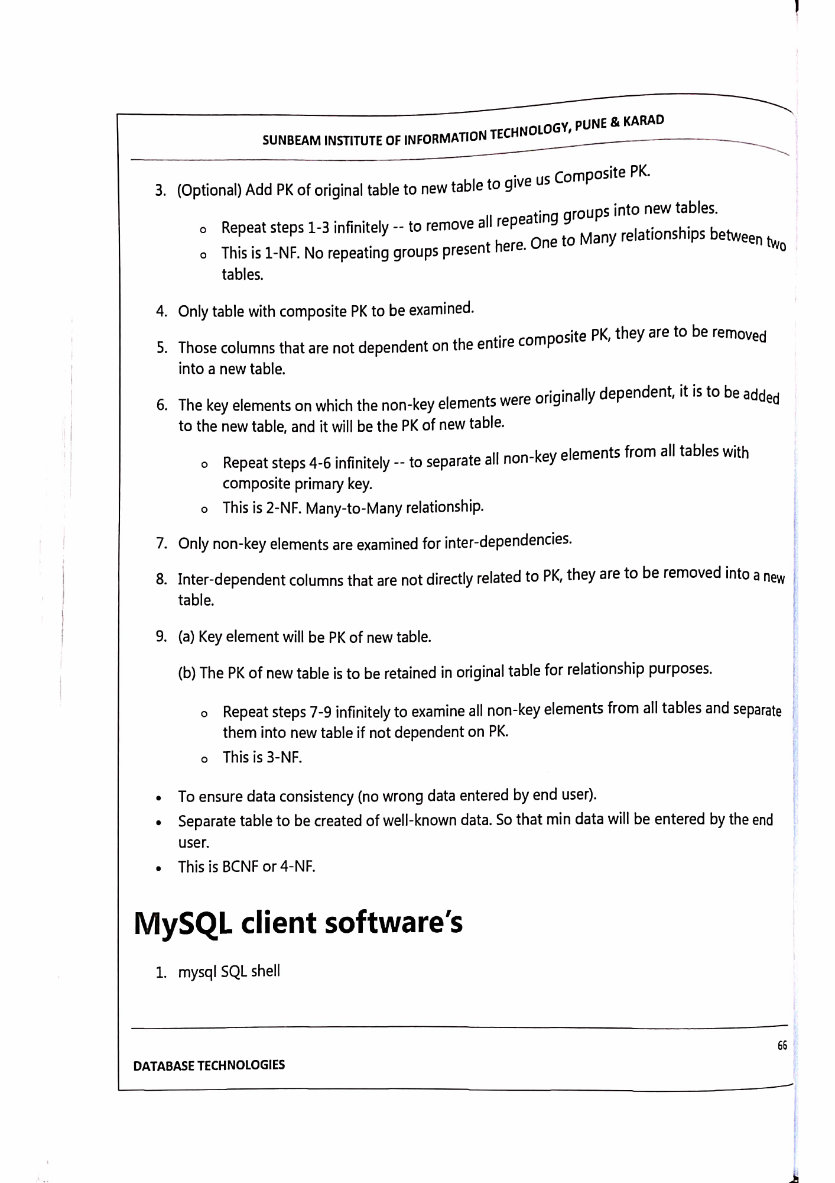 SUNBEAM INSTITUTE OF INFORMATION TECHNOLOGY, PUNE & KARAD
3. (Optional) Add PK of original table to new table to give us Composite PK.
o Repeat steps 1-3 infinitely -- to remove all repeating groups into new tables.
o This is 1-NF. No repeating groups present here. One to Many relationships between two
tables.
4. Only table with composite PK to be examined.
5. Those columns that are not dependent on the entire composite PK, they are to be removed
into a new table.
6. The key elements on which the non-key elements were originally dependent, it is to be added
to the new table, and it will be the PK of new table.
o Repeat steps 4-6 infinitely -- to separate all non-key elements from all tables with
composite primary key.
o This is 2-NF. Many-to-Many relationship.
7. Only non-key elements are examined for inter-dependencies.
8. Inter-dependent columns that are not directly related to PK, they are to be removed into a new
table.
9. (a) Key element will be PK of new table.
(b) The PK of new table is to be retained in original table for relationship purposes.
o Repeat steps 7-9 infinitely to examine all non-key elements from all tables and separate
them into new table if not dependent on PK.
o This is 3-NF.
• To ensure data consistency (no wrong data entered by end user).
• Separate table to be created of well-known data. So that min data will be entered by the end
user.
• This is BCNF or 4-NF.
MySQL client software's
1. mysql SQL shell
66
DATABASE TECHNOLOGIES